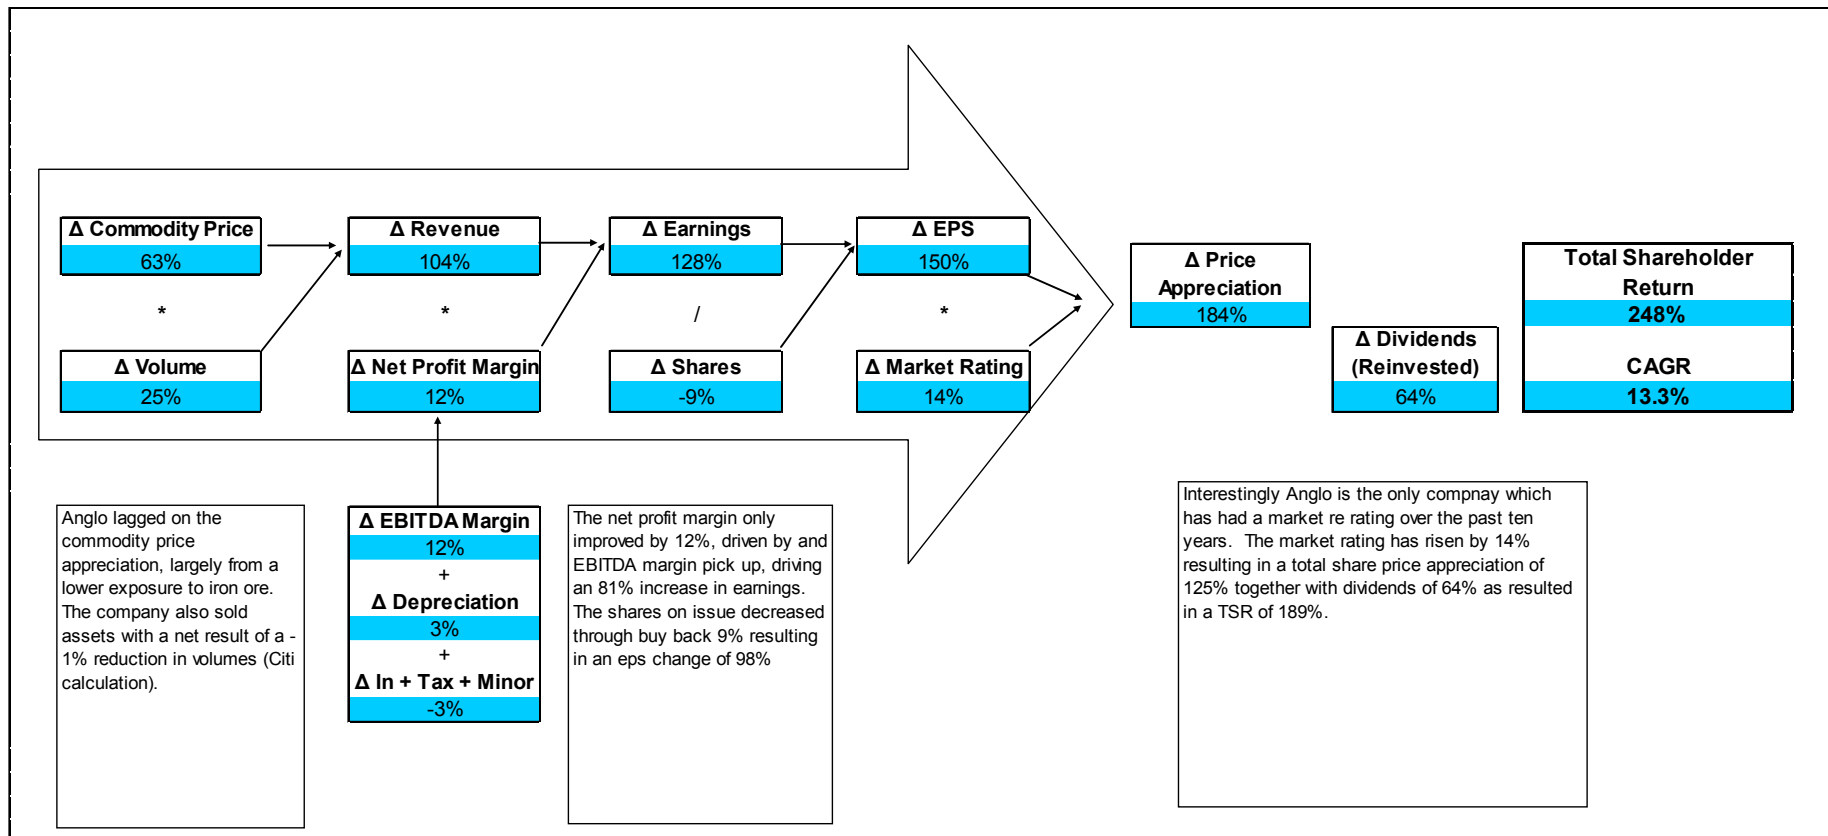 Δ Commodity Price
63%
*
Δ Volume
25%
Δ Revenue
104%
*
Δ Net Profit Margin
12%
Δ Earnings
128%
/
Δ Shares
-9%
Δ EPS
150%
*
Δ Market Rating
14%
Δ Price
Appreciation
184%
Δ Dividends
(Reinvested)
64%
Total Shareholder
Return
248%
CAGR
13.3%
Anglo lagged on the
commodity price
appreciation, largely from a
lower exposure to iron ore.
The company also sold
assets with a net result of a -
1% reduction in volumes (Citi
calculation).
Δ EBITDA Margin
12%
+
Δ Depreciation
3%
+
Δ In + Tax + Minor
-3%
The net profit margin only
improved by 12%, driven by and
EBITDA margin pick up, driving
an 81% increase in earnings.
The shares on issue decreased
through buy back 9% resulting
in an eps change of 98%
Interestingly Anglo is the only compnay which
has had a market re rating over the past ten
years.  The market rating has risen by 14%
resulting in a total share price appreciation of
125% together with dividends of 64% as resulted
in a TSR of 189%.